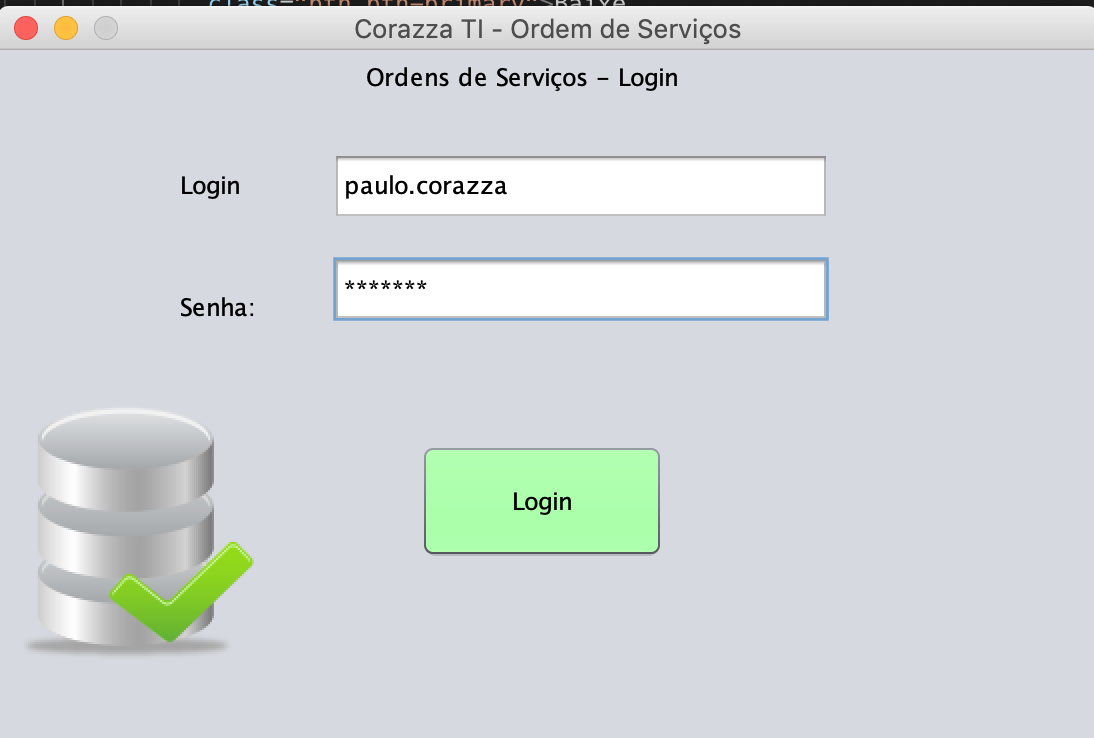 class="btn btn-primary">Baixe
Corazza TI - Ordem de Serviços
Ordens de Serviços - Login
Login
paulo.corazza
Senha:
*******
Login